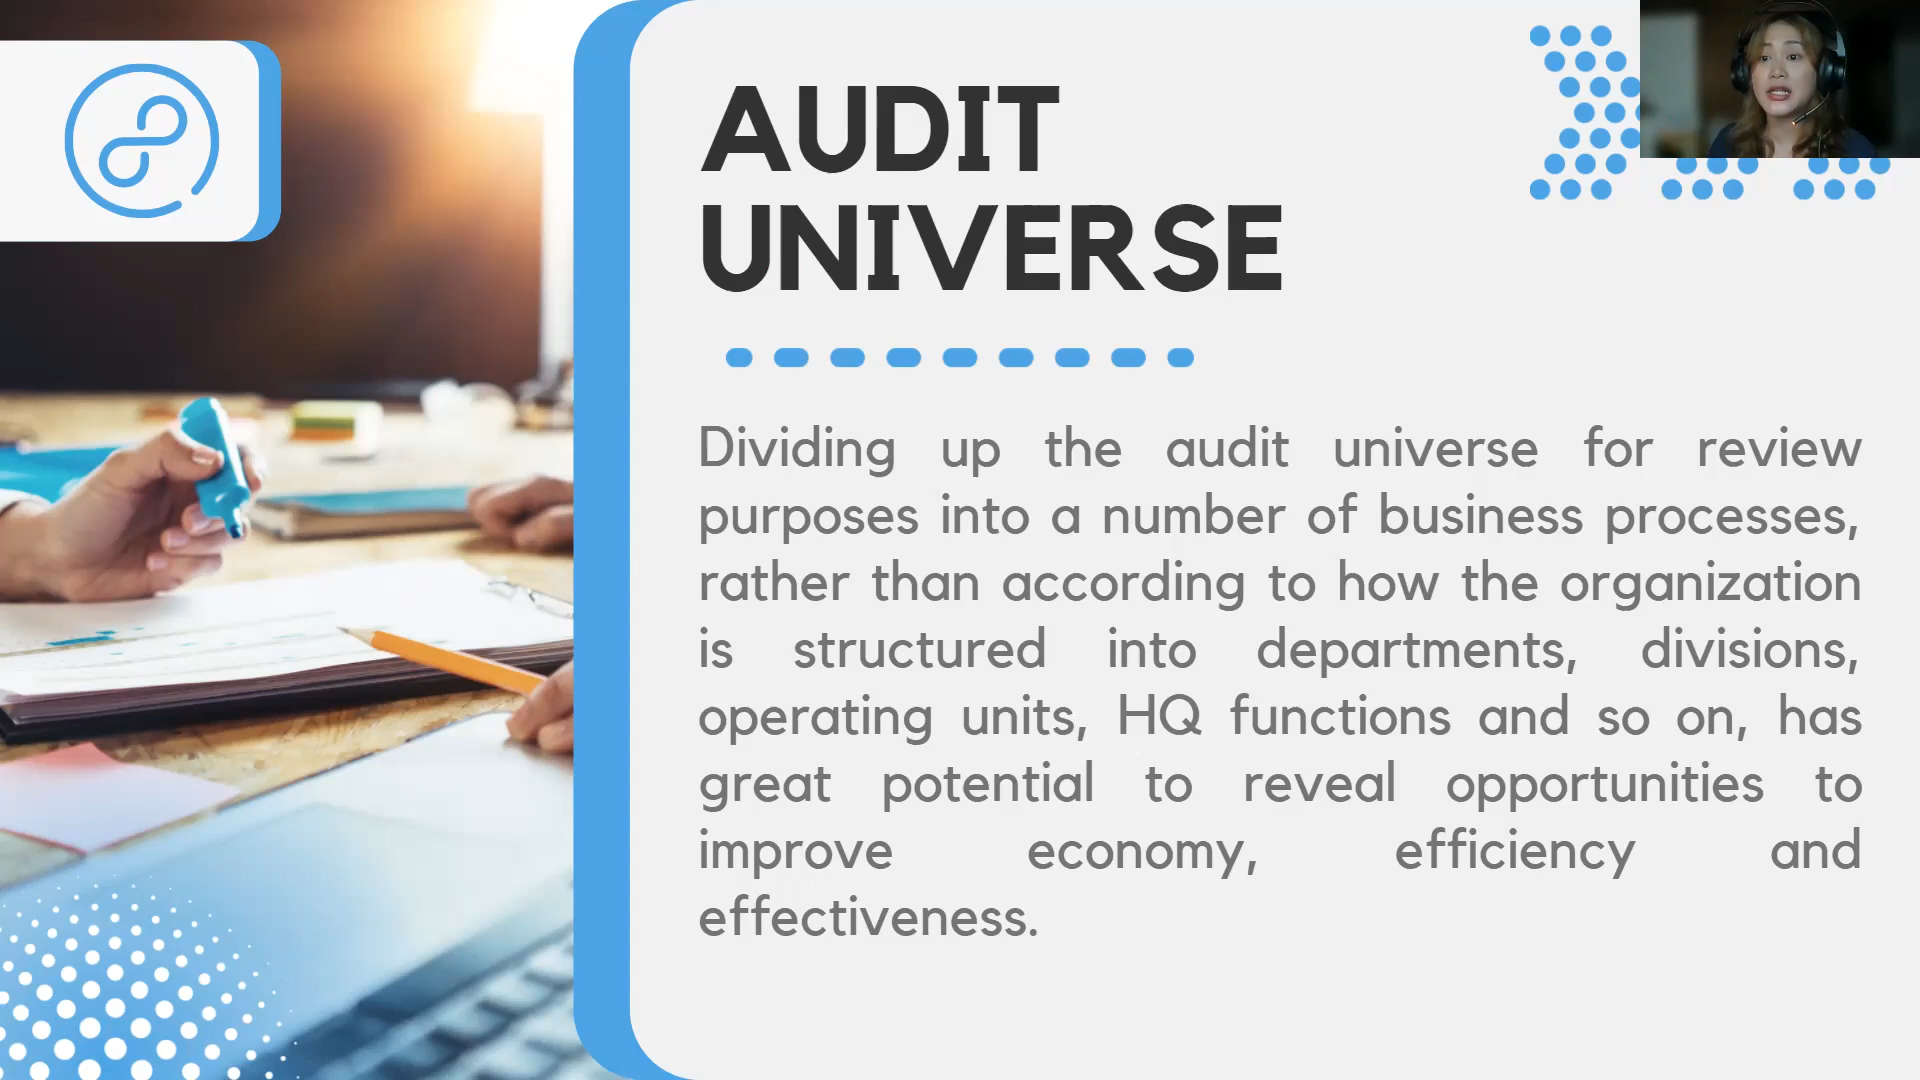 AUDIT
UNIVERSE
Dividing up the audit universe for review
purposes into a number of business processes,
rather than according to how the organization
is structured into departments, divisions,
operating units, HQ functions and so on, has
great potential to reveal opportunities to
improve economy, efficiency and
effectiveness.